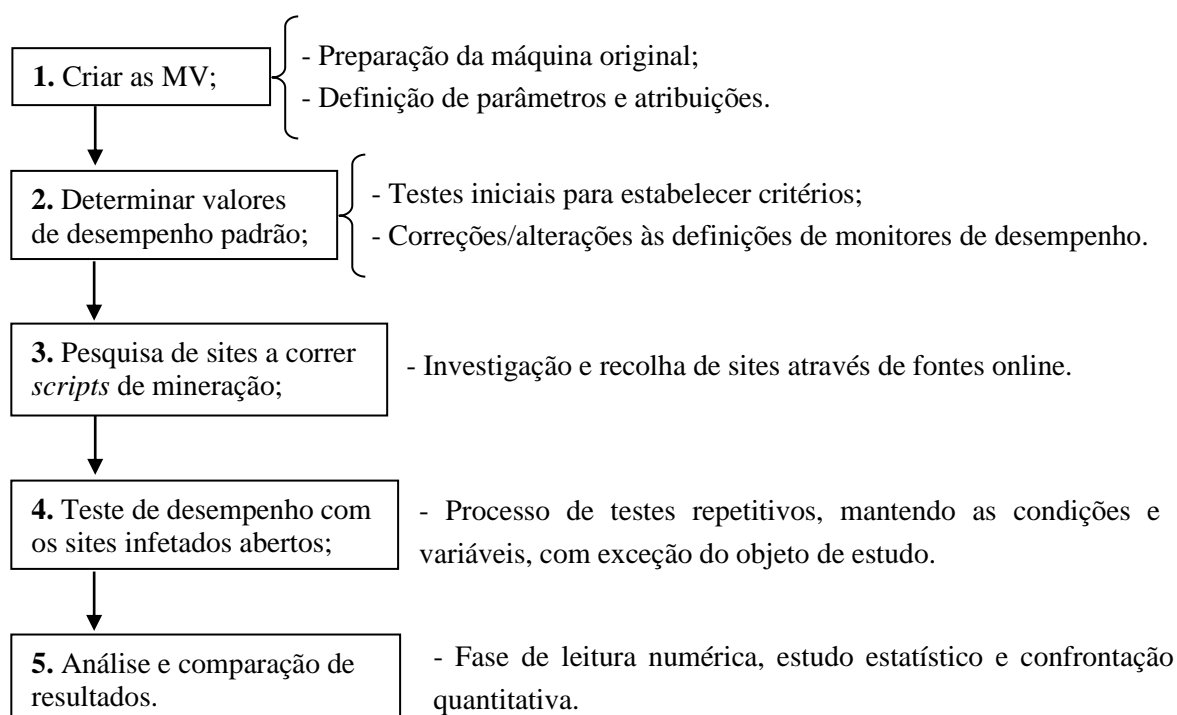 1. Criar as MV;
- Preparação da máquina original;
- Definição de parâmetros e atribuições.
2. Determinar valores
de desempenho padrão;
- Testes iniciais para estabelecer critérios;
- Correções/alterações às definições de monitores de desempenho.
3. Pesquisa de sites a correr
scripts de mineração;
- Investigação e recolha de sites através de fontes online.
4. Teste de desempenho com
os sites infetados abertos;
- Processo de testes repetitivos, mantendo as condições e
variáveis, com exceção do objeto de estudo.
5. Análise e comparação de
resultados.
- Fase de leitura numérica, estudo estatístico e confrontação
quantitativa.